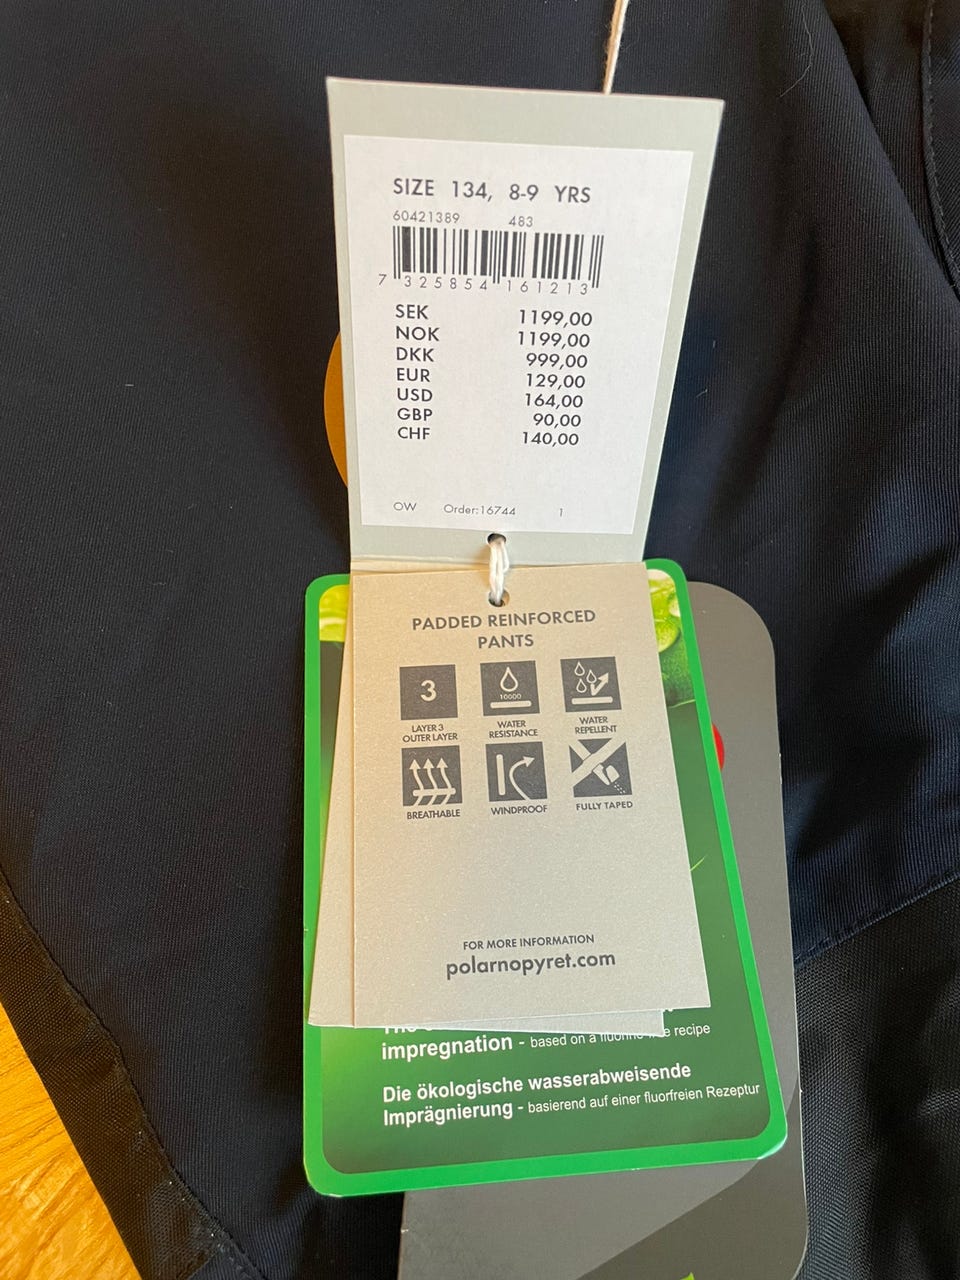 SIZE 134, 8-9 YRS
60421389 483
7 325854 161213
SEK 1199,00
NOK 1199,00
DKK 999,00
EUR 129,00
USD 164,00
GBP 90,00
CHF 140,00
OW Order:16744 1
PADDED REINFORCED
PANTS
3
10000
LAYER 3
OUTER LAYER
WATER
RESISTANCE
WATER
REPELLENT
BREATHABLE
WINDPROOF
FULLY TAPED
FOR MORE INFORMATION
polarnopyret.com
impregnation - based on a recipe
Die ökologische wasserabweisende
Imprägnierung - basierend auf einer fluorfreien Rezeptur